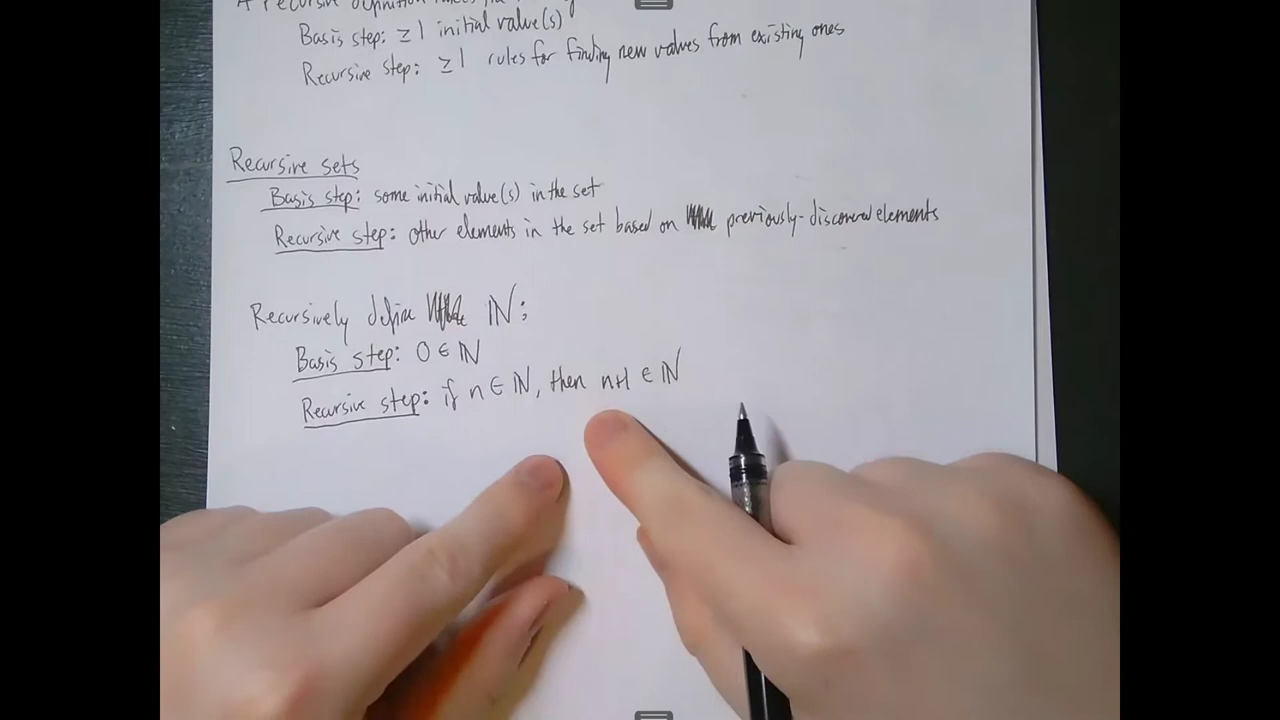 A recursive definition
Basis step: ≥1 initial value(s)
Recursive step: ≥1 rules for finding new values from existing ones
Recursive sets
Basis step: some initial value(s) in the set
Recursive step: other elements in the set based on previously-discovered elements
Recursively define ℕ:
Basis step: 0 ∈ ℕ
Recursive step: if n ∈ ℕ, then n+1 ∈ ℕ